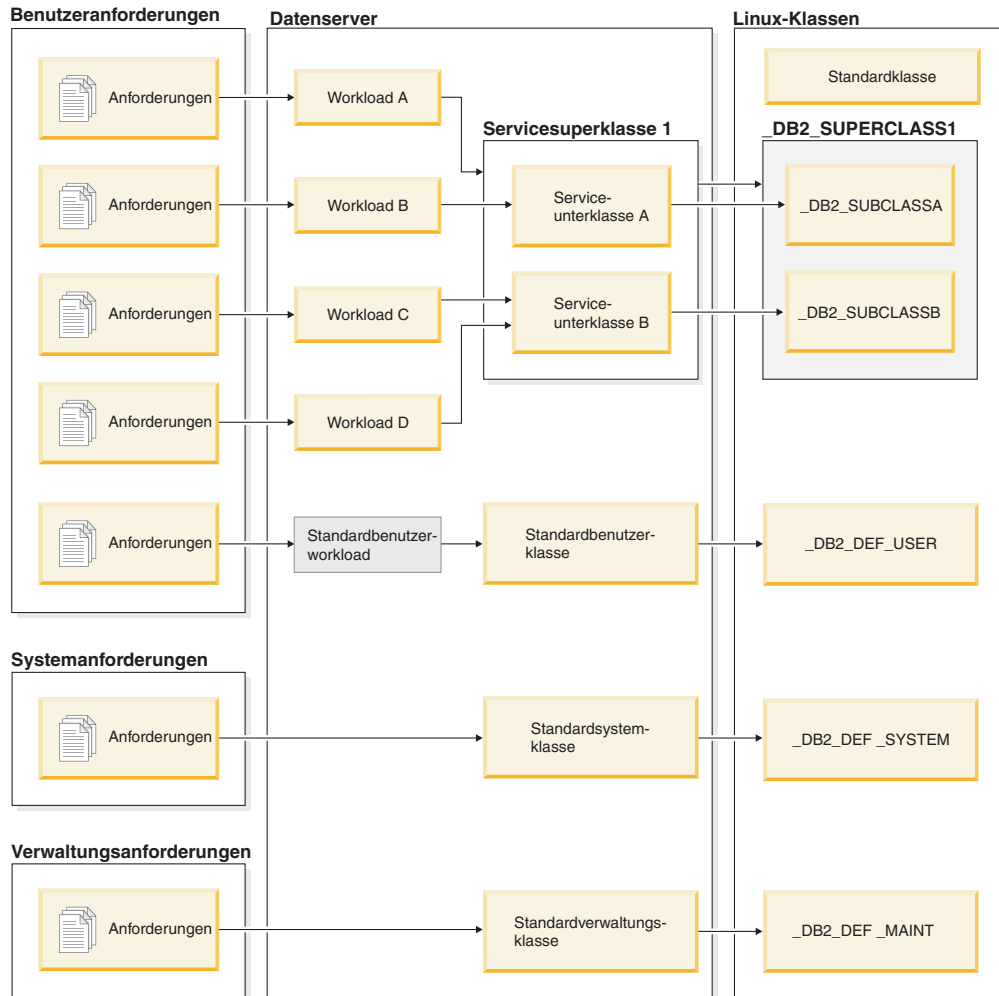 Benutzeranforderungen
Datenserver
Linux-Klassen
Anforderungen
Workload A
Standardklasse
Servicesuperklasse 1
_DB2_SUPERCLASS1
Anforderungen
Workload B
Service-
unterklasse A
_DB2_SUBCLASSA
Anforderungen
Workload C
Service-
unterklasse B
_DB2_SUBCLASSB
Anforderungen
Workload D
Anforderungen
Standardbenutzer-
workload
Standardbenutzer-
klasse
_DB2_DEF_USER
Systemanforderungen
Anforderungen
Standardsystem-
klasse
_DB2_DEF _SYSTEM
Verwaltungsanforderungen
Anforderungen
Standardverwaltungs-
klasse
_DB2_DEF _MAINT